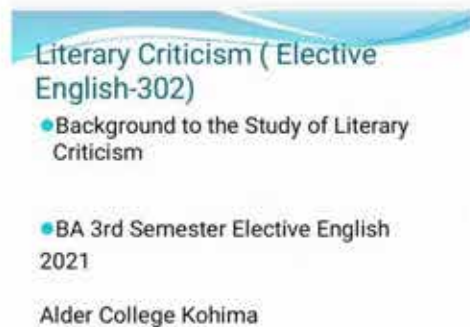 Literary Criticism ( Elective
English-302)
Background to the Study of Literary
Criticism
BA 3rd Semester Elective English
2021
Alder College Kohima